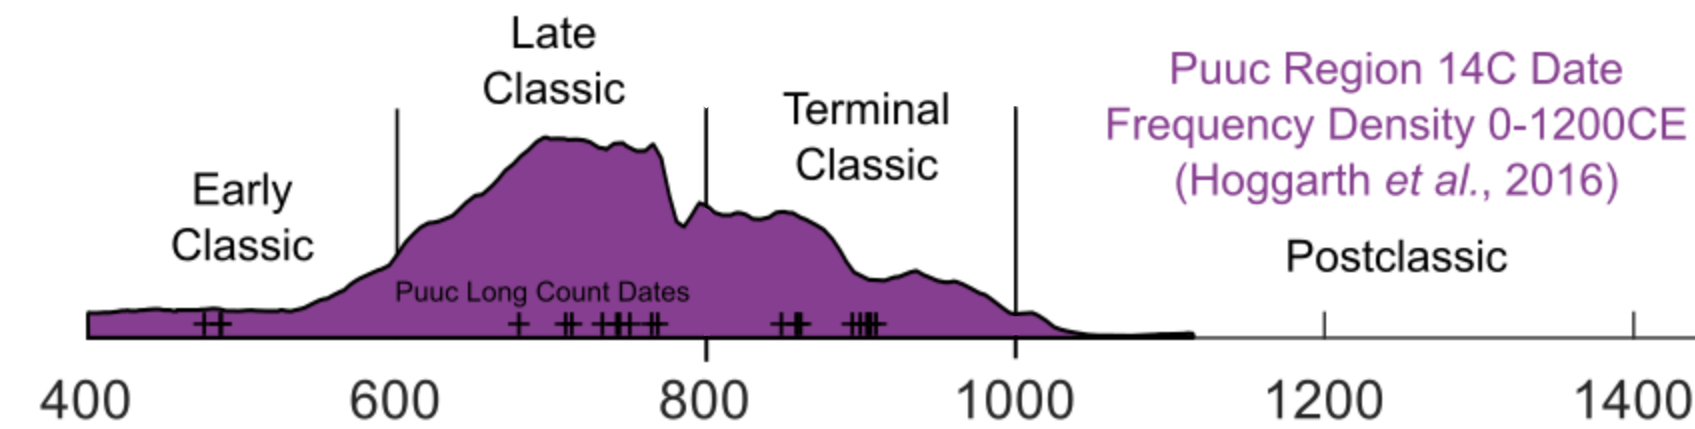 Late
Classic
Early
Classic
Terminal
Classic
Puuc Region 14C Date
Frequency Density 0-1200CE
(Hoggarth et al., 2016)
Postclassic
Puuc Long Count Dates
400 600 800 1000 1200 1400